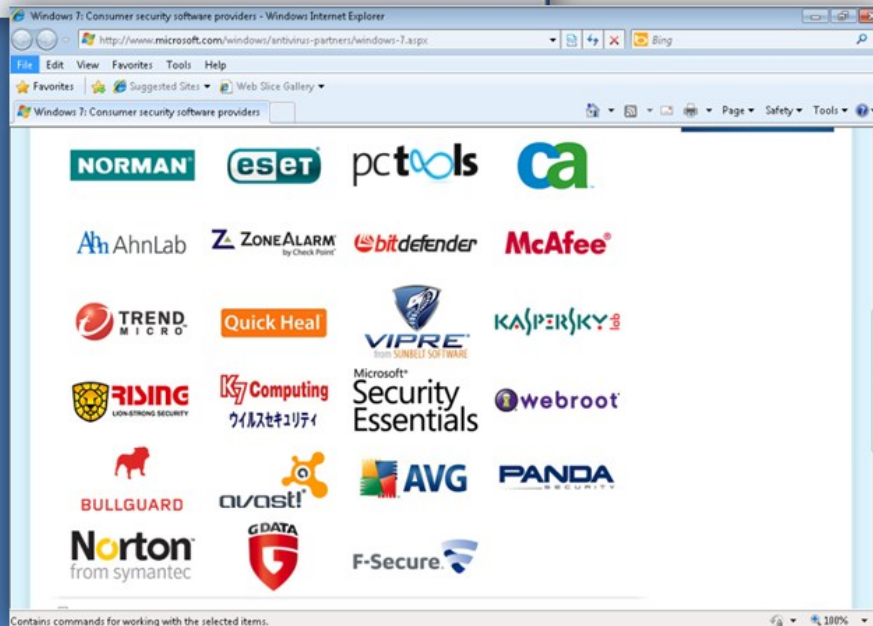 Windows 7: Consumer security software providers - Windows Internet Explorer
http://www.microsoft.com/windows/antivirus-partners/windows-7.aspx
Bing
File Edit View Favorites Tools Help
Favorites Suggested Sites Web Slice Gallery
Windows 7: Consumer security software providers
Page Safety Tools
NORMAN
eseT
pctools
ca
Ahn AhnLab
Z ZONEALARM
by Check Point
bitdefender
McAfee
TREND
MICRO
Quick Heal
VIPRE
from SUNBELT SOFTWARE
KASPERSKY lab
RISING
LION-STRONG SECURITY
K7 Computing
ウイルスセキュリティ
Microsoft®
Security
Essentials
webroot
BULLGUARD
a
avast!
AVG
PANDA
SECURITY
Norton
from symantec
G DATA
G
F-Secure.
Contains commands for working with the selected items.
100%